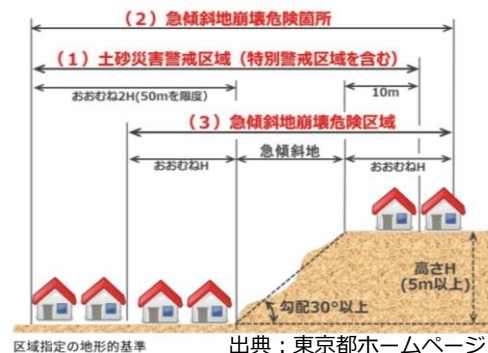 （２）急傾斜地崩壊危険箇所
（１）土砂災害警戒区域（特別警戒区域を含む）
おおむね2H(50mを限度)
10m
（３）急傾斜地崩壊危険区域
おおむねH
急傾斜地
おおむねH
高さH
(5m以上)
勾配30°以上
区域指定の地形的基準
出典：東京都ホームページ